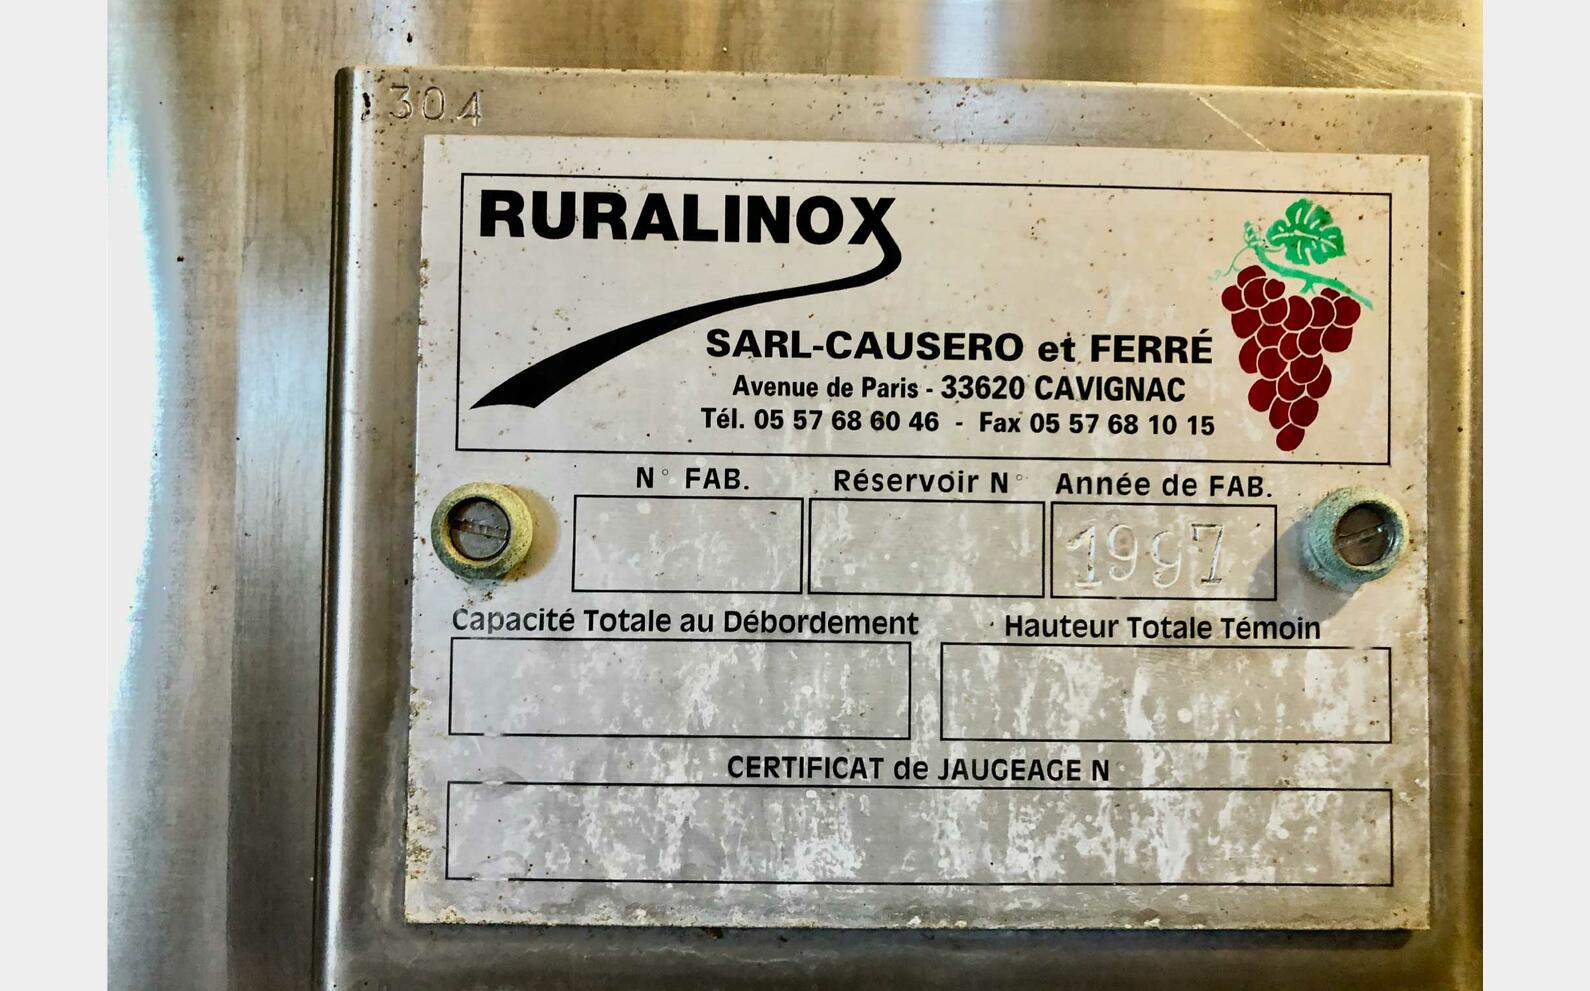 304
RURALINOX
SARL-CAUSERO et FERRÉ
Avenue de Paris - 33620 CAVIGNAC
Tél. 05 57 68 60 46 - Fax 05 57 68 10 15
N° FAB. Réservoir N° Année de FAB.
1997
Capacité Totale au Débordement Hauteur Totale Témoin
CERTIFICAT de JAUGEAGE N